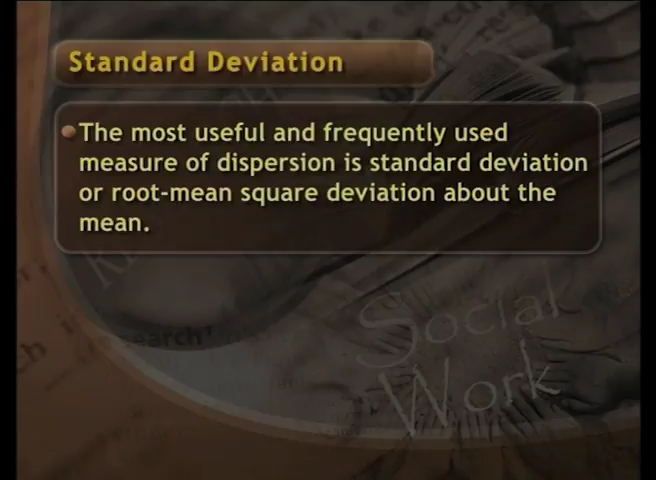 Standard Deviation
The most useful and frequently used
measure of dispersion is standard deviation
or root-mean square deviation about the
mean.
Social
Work